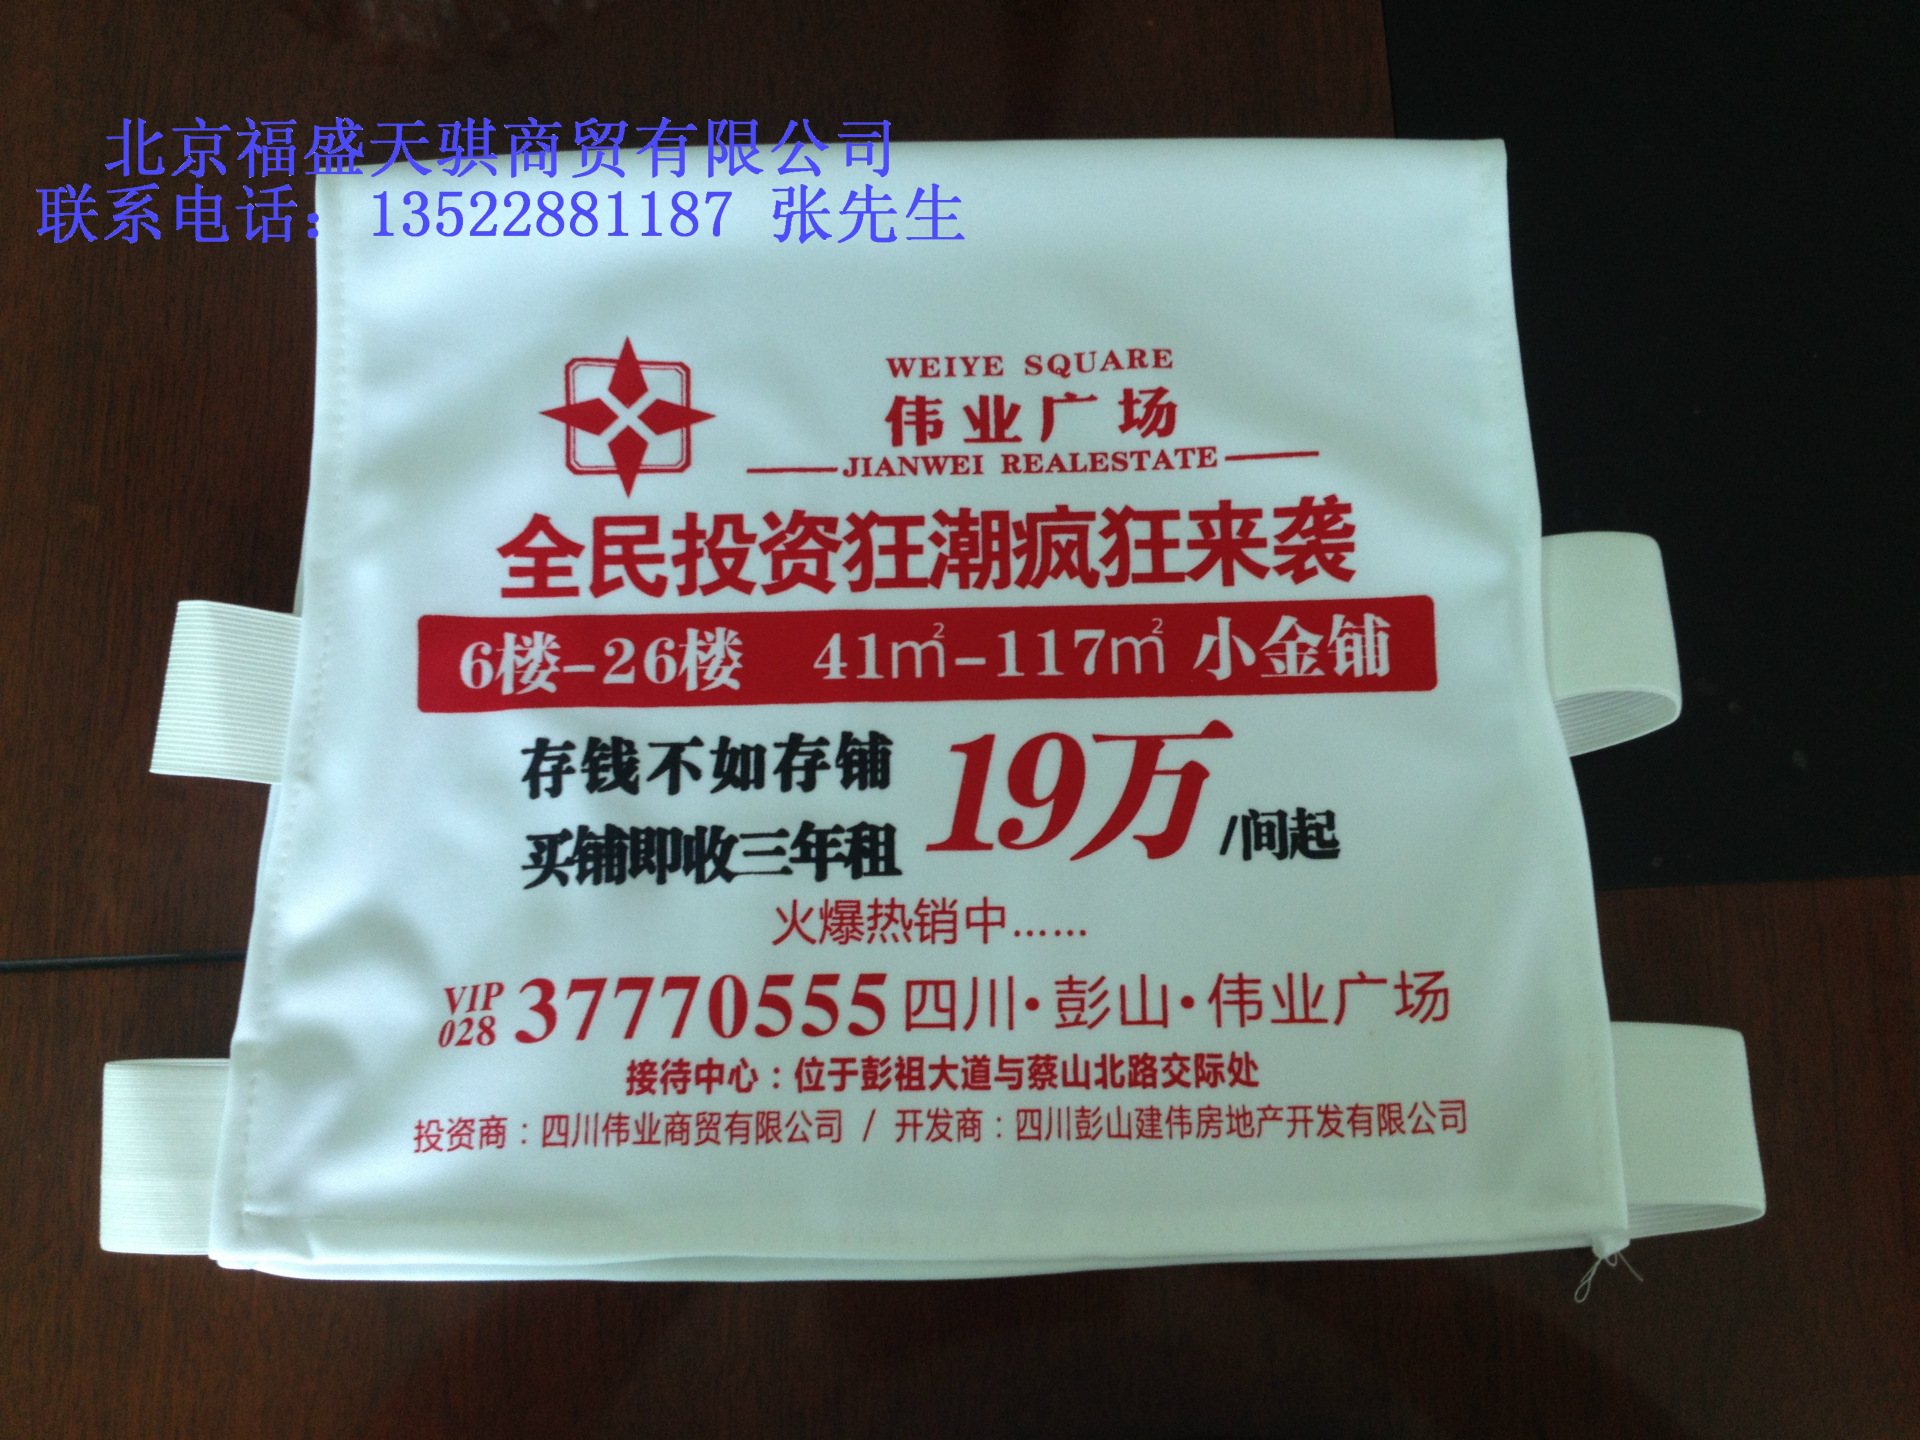 北京福盛天骐商贸有限公司
联系电话：13522881187 张先生
WEIYE SQUARE
伟业广场
JIANWEI REALESTATE
全民投资狂潮疯狂来袭
6楼-26楼 41㎡-117㎡ 小金铺
存钱不如存铺
买铺即收三年租
19万/间起
火爆热销中……
VIP 028 37770555 四川·彭山·伟业广场
接待中心：位于彭祖大道与蔡山北路交际处
投资商：四川伟业商贸有限公司 / 开发商：四川彭山建伟房地产开发有限公司